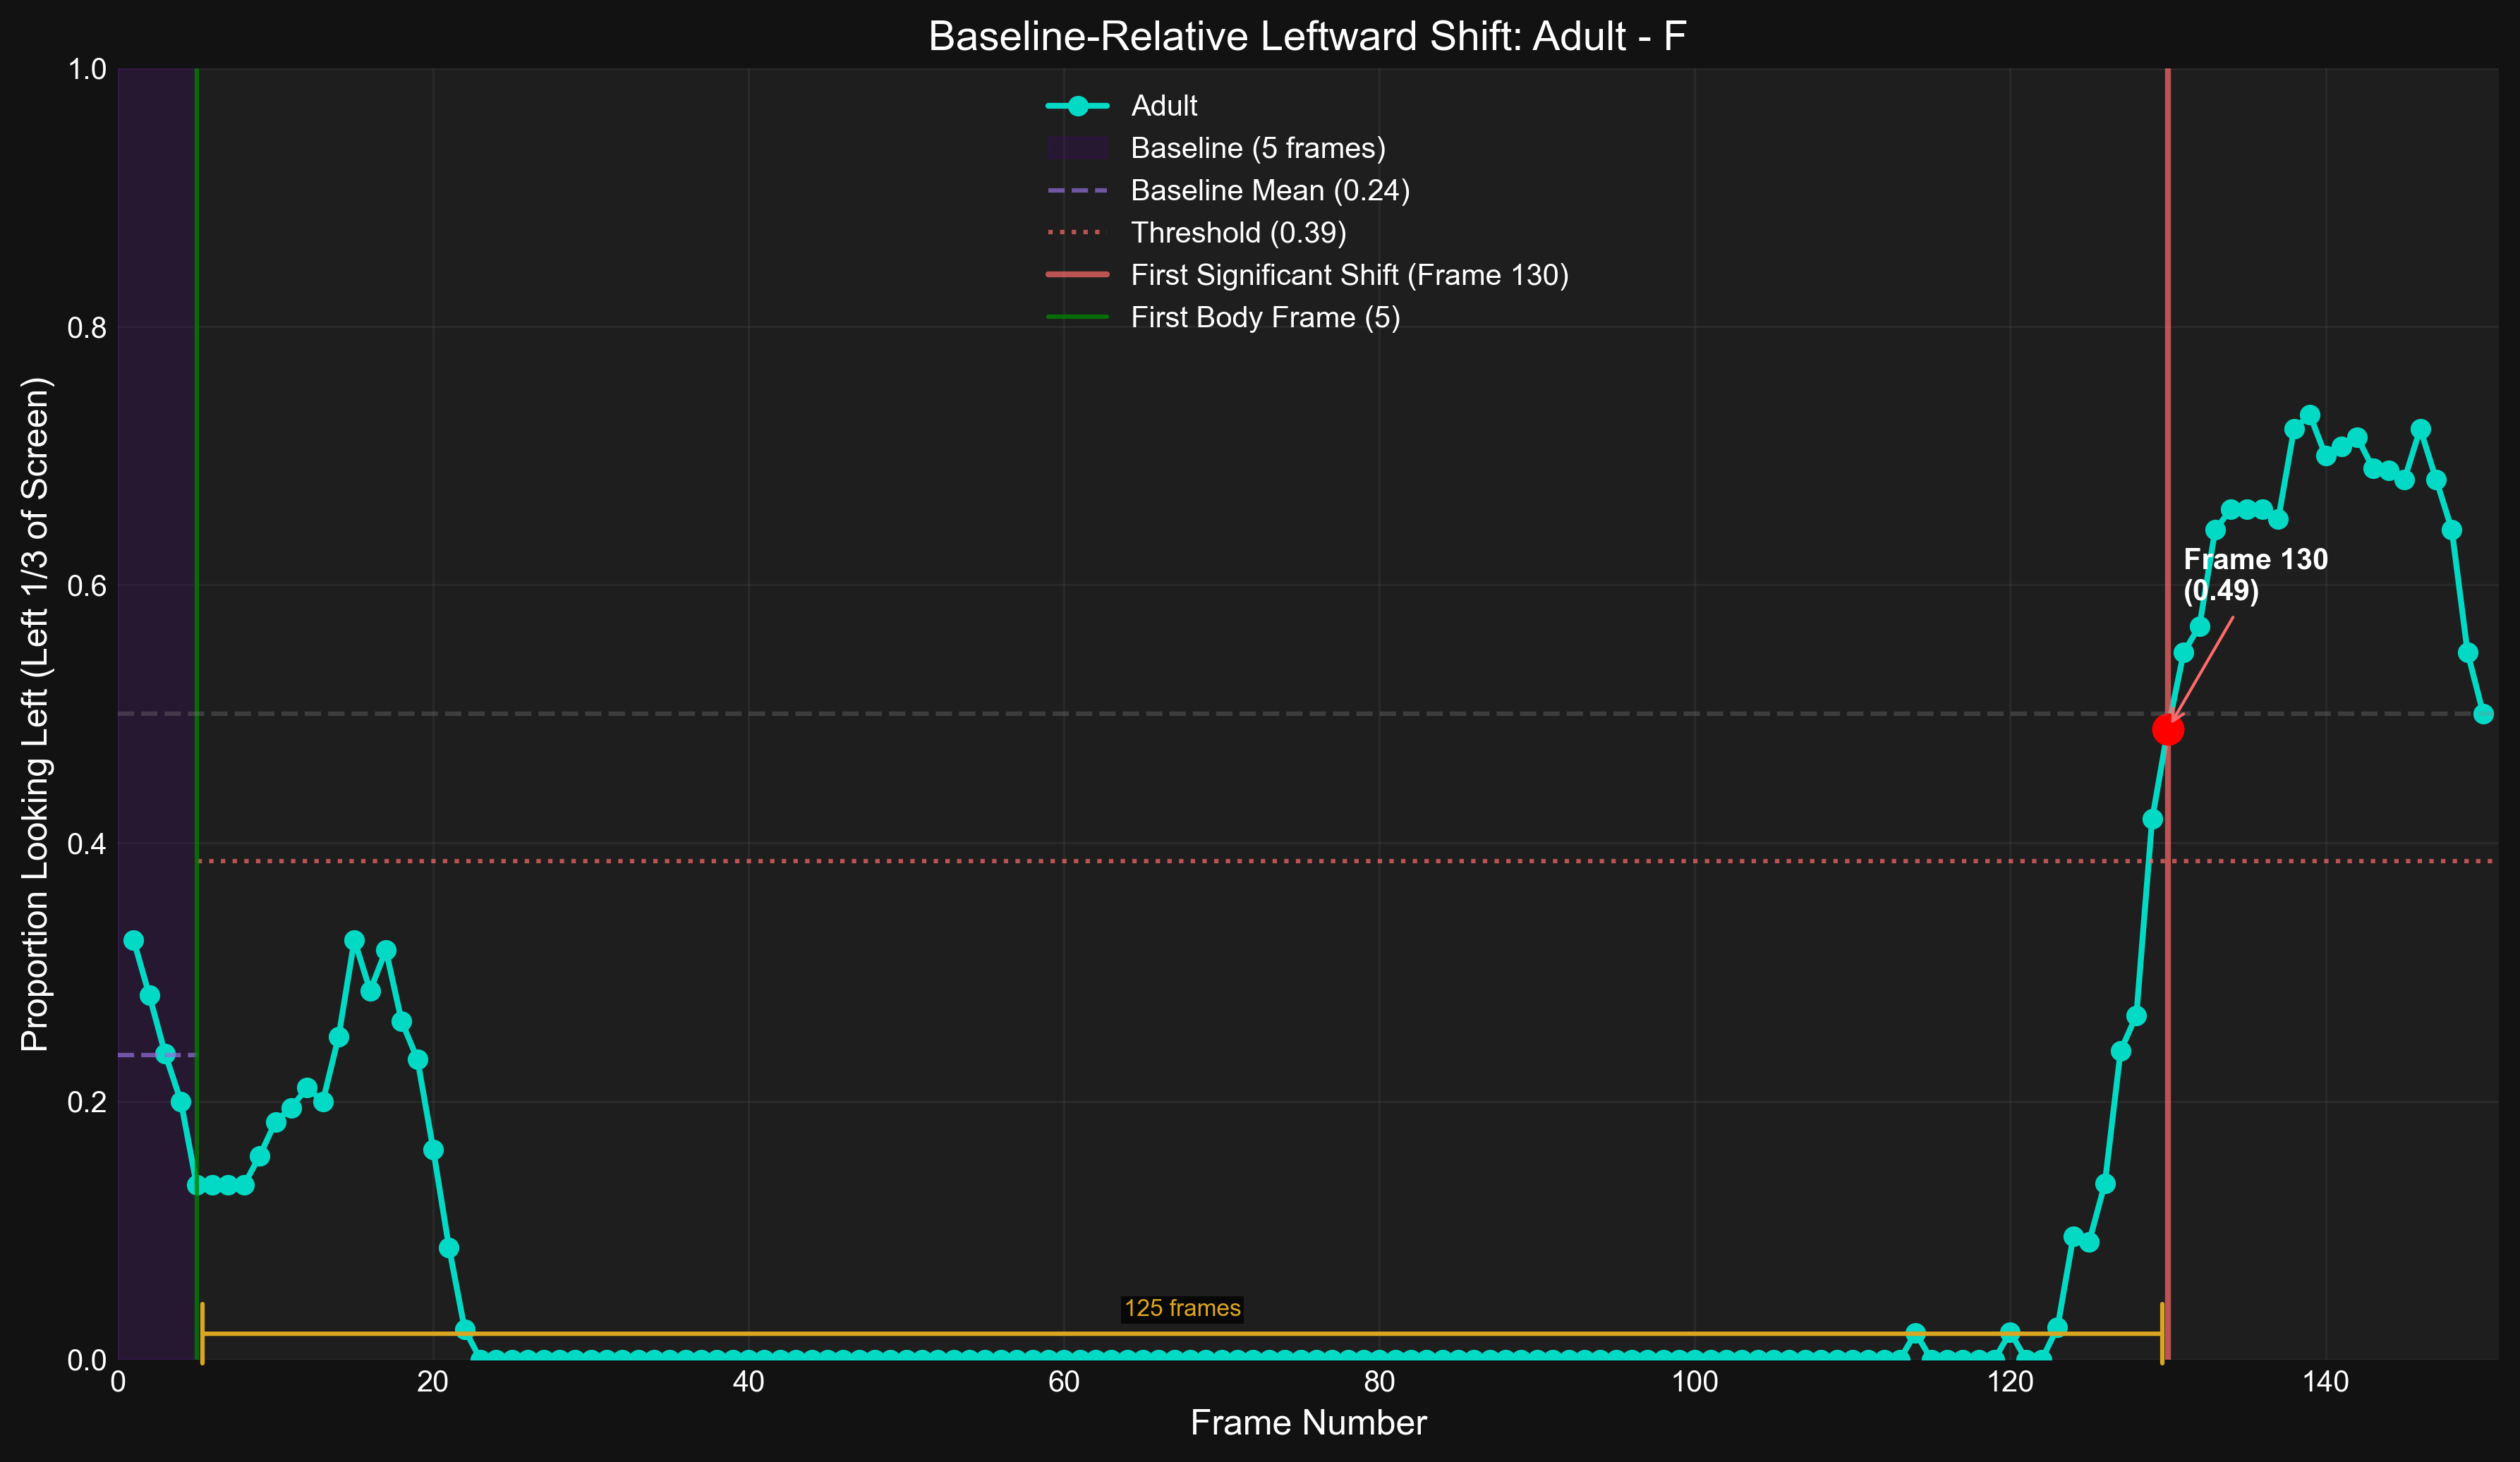 Baseline-Relative Leftward Shift: Adult - F
Adult
Baseline (5 frames)
Baseline Mean (0.24)
Threshold (0.39)
First Significant Shift (Frame 130)
First Body Frame (5)
Proportion Looking Left (Left 1/3 of Screen)
1.0
0.8
0.6
0.4
0.2
0.0
Frame 130
(0.49)
125 frames
0
20
40
60
80
100
120
140
Frame Number